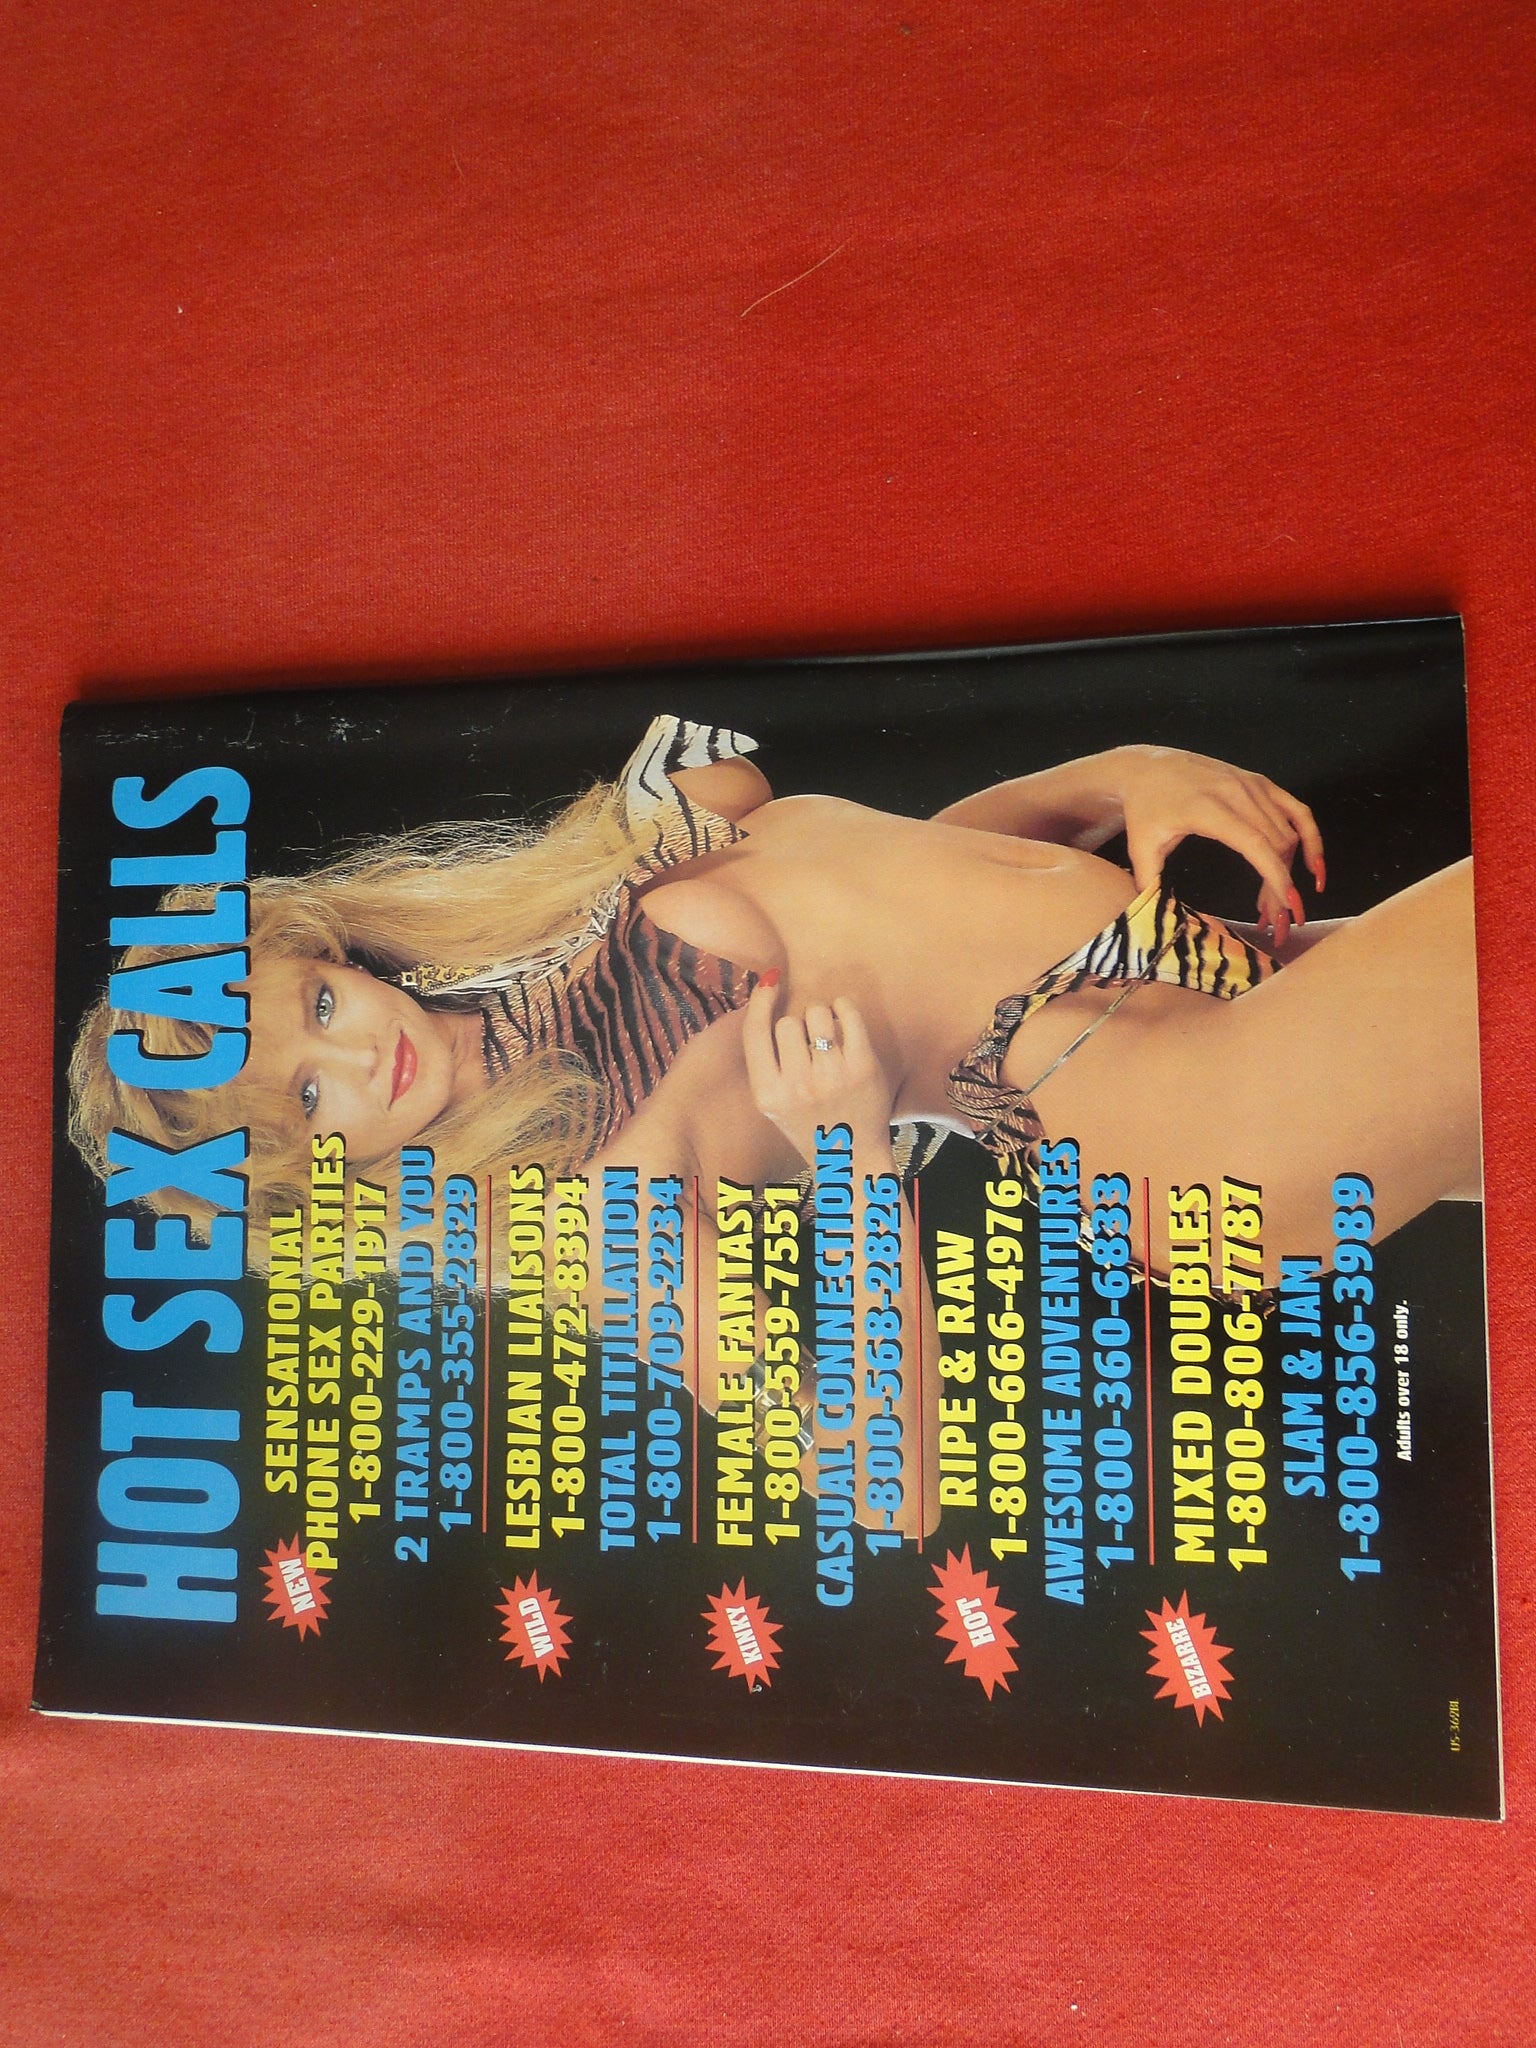 HOT SEX CALLS
NEW
SENSATIONAL
PHONE SEX PARTIES
1-800-229-1917
2 TRAMPS AND YOU
1-800-355-2829
WILD
LESBIAN LIAISONS
1-800-472-8394
TOTAL TITILLATION
1-800-709-2234
KINKY
FEMALE FANTASY
1-800-559-7551
CASUAL CONNECTIONS
1-800-568-2826
HOT
RIPE & RAW
1-800-666-4976
AWESOME ADVENTURES
1-800-360-6833
BIZARRE
MIXED DOUBLES
1-800-806-7787
SLAM & JAM
1-800-856-3989
Adults over 18 only.